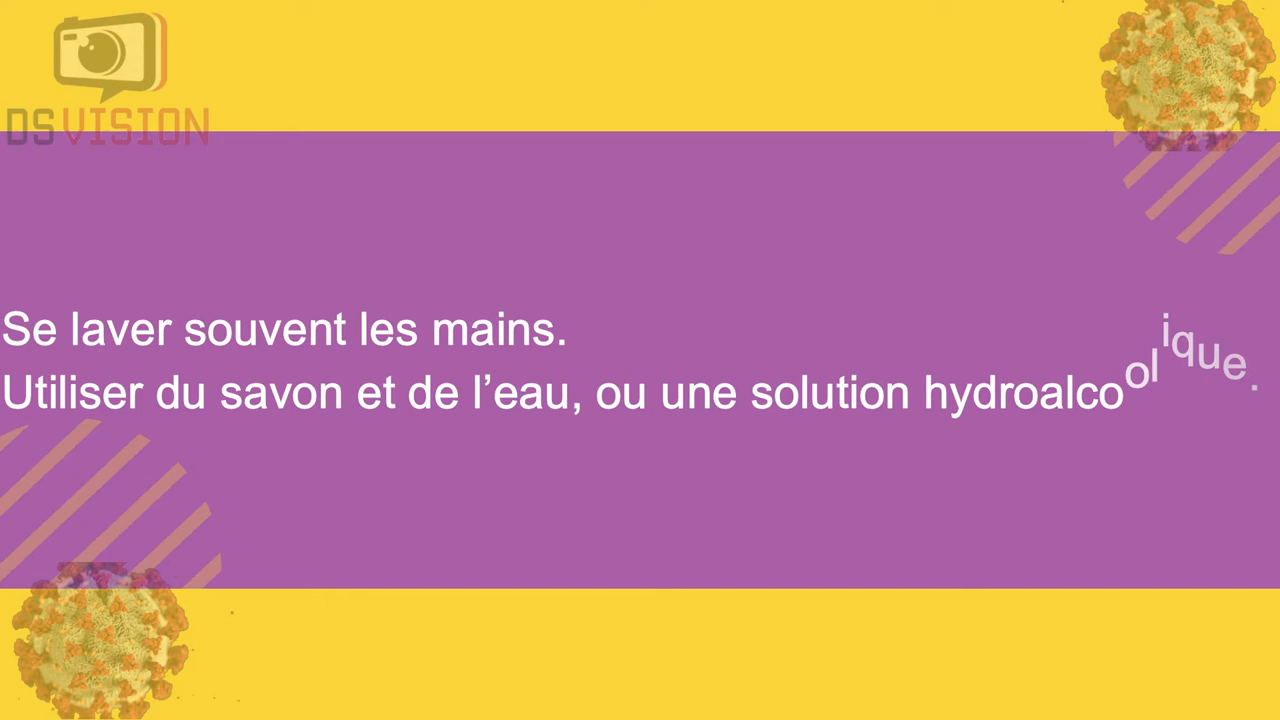 DSVISION
Se laver souvent les mains.
Utiliser du savon et de l’eau, ou une solution hydroalcoolique.